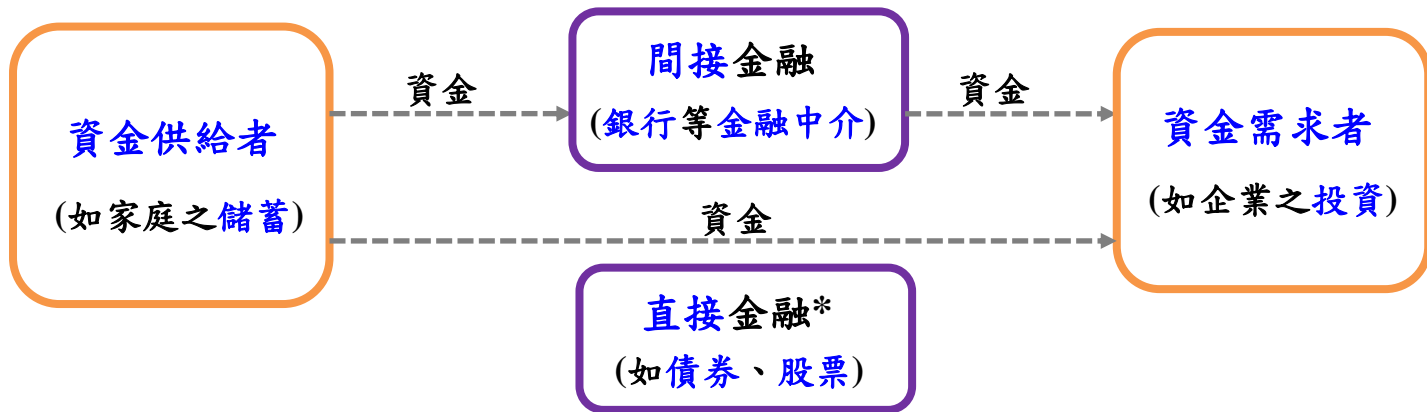 資金供給者
(如家庭之儲蓄)
資金
間接金融
(銀行等金融中介)
資金
資金需求者
(如企業之投資)
資金
直接金融*
(如債券、股票)